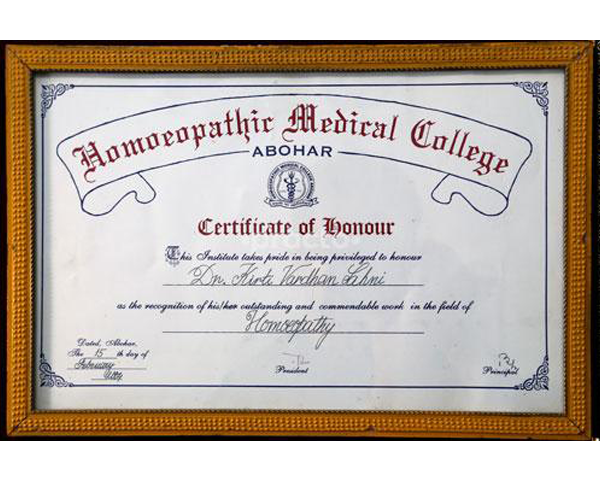 Homoeopathic Medical College
ABOHAR
Certificate of Honour
This Institute takes pride in being privileged to honour
Dr. Kirti Vardhan Sahni
as the recognition of his/her outstanding and commendable work in the field of
Homoeopathy
Dated, Abohar,
The 15 th day of
February
President
Principal